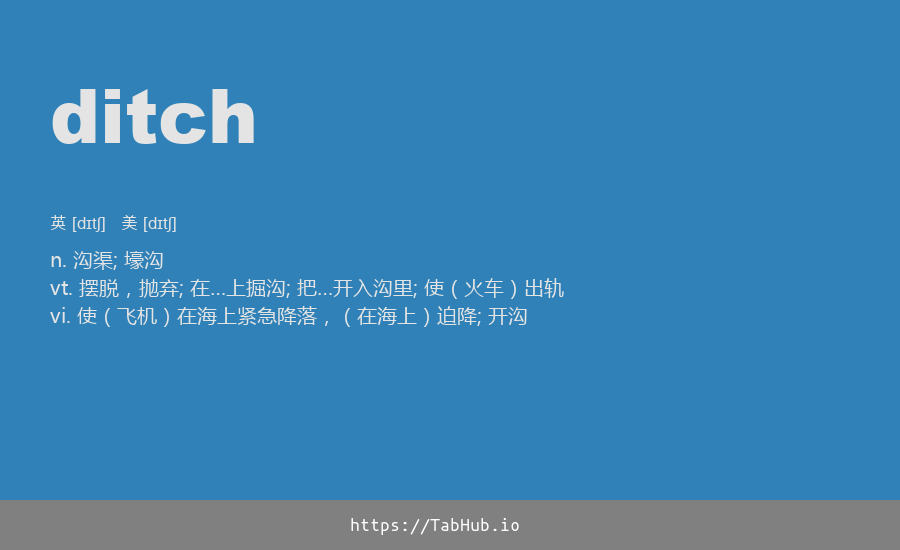 ditch
英 [dɪtʃ] 美 [dɪtʃ]
n. 沟渠; 壕沟
vt. 摆脱，抛弃; 在…上掘沟; 把…开入沟里; 使（火车）出轨
vi. 使（飞机）在海上紧急降落，（在海上）迫降; 开沟
https://TabHub.io